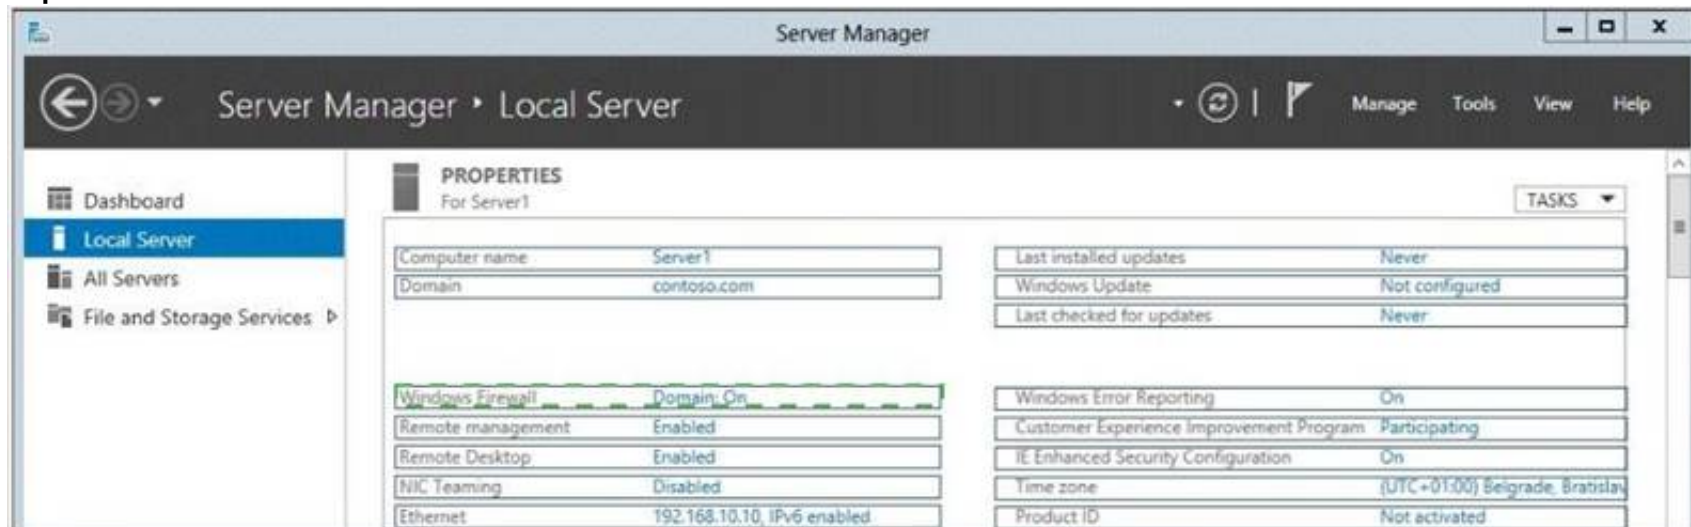 Server Manager
Server Manager ‣ Local Server
Manage Tools View Help
Dashboard
Local Server
All Servers
File and Storage Services
PROPERTIES
For Server1
TASKS
Computer name Server1
Domain contoso.com
Last installed updates Never
Windows Update Not configured
Last checked for updates Never
Windows Firewall Domain: On
Remote management Enabled
Remote Desktop Enabled
NIC Teaming Disabled
Ethernet 192.168.10.10, IPv6 enabled
Windows Error Reporting On
Customer Experience Improvement Program Participating
IE Enhanced Security Configuration On
Time zone (UTC+01:00) Belgrade, Bratislav
Product ID Not activated